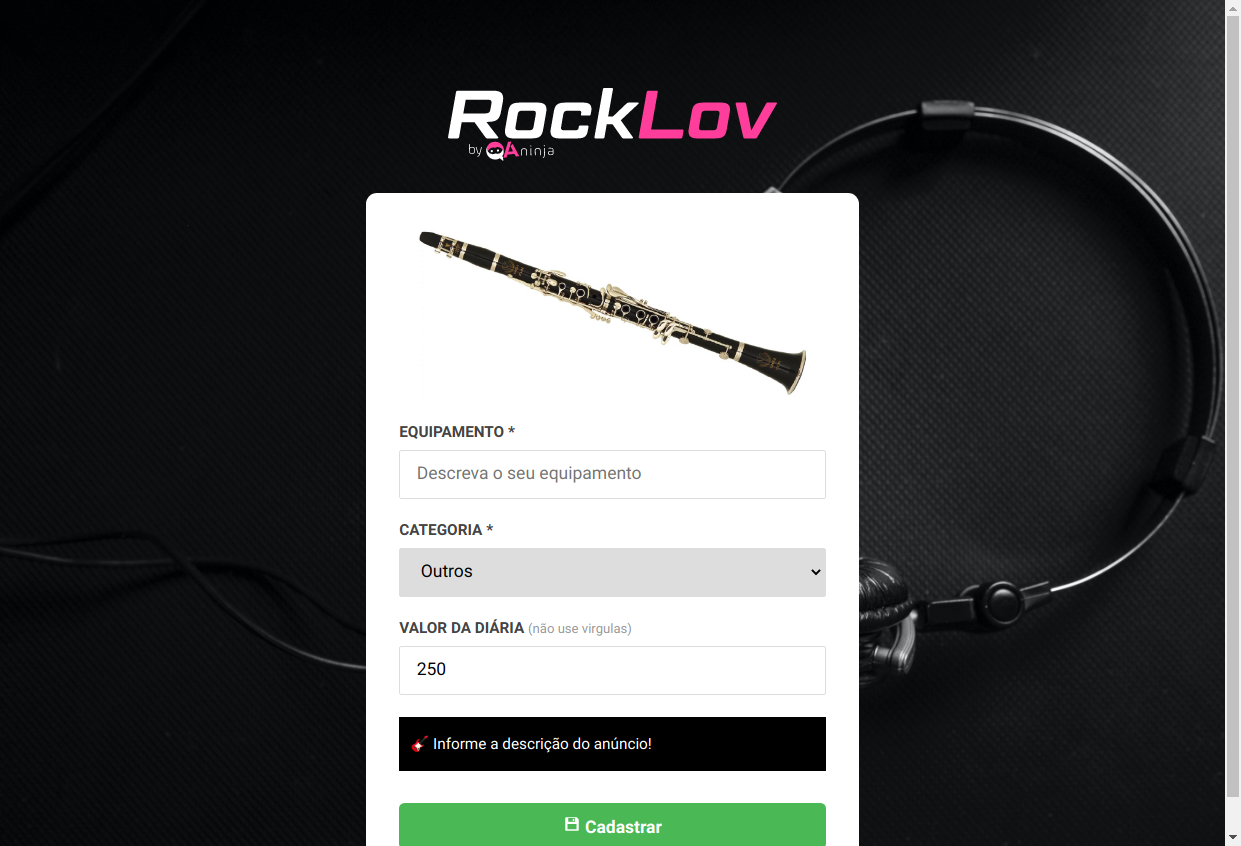 RockLov
by QAninja
EQUIPAMENTO *
Descreva o seu equipamento
CATEGORIA *
Outros
VALOR DA DIÁRIA (não use virgulas)
250
Informe a descrição do anúncio!
Cadastrar